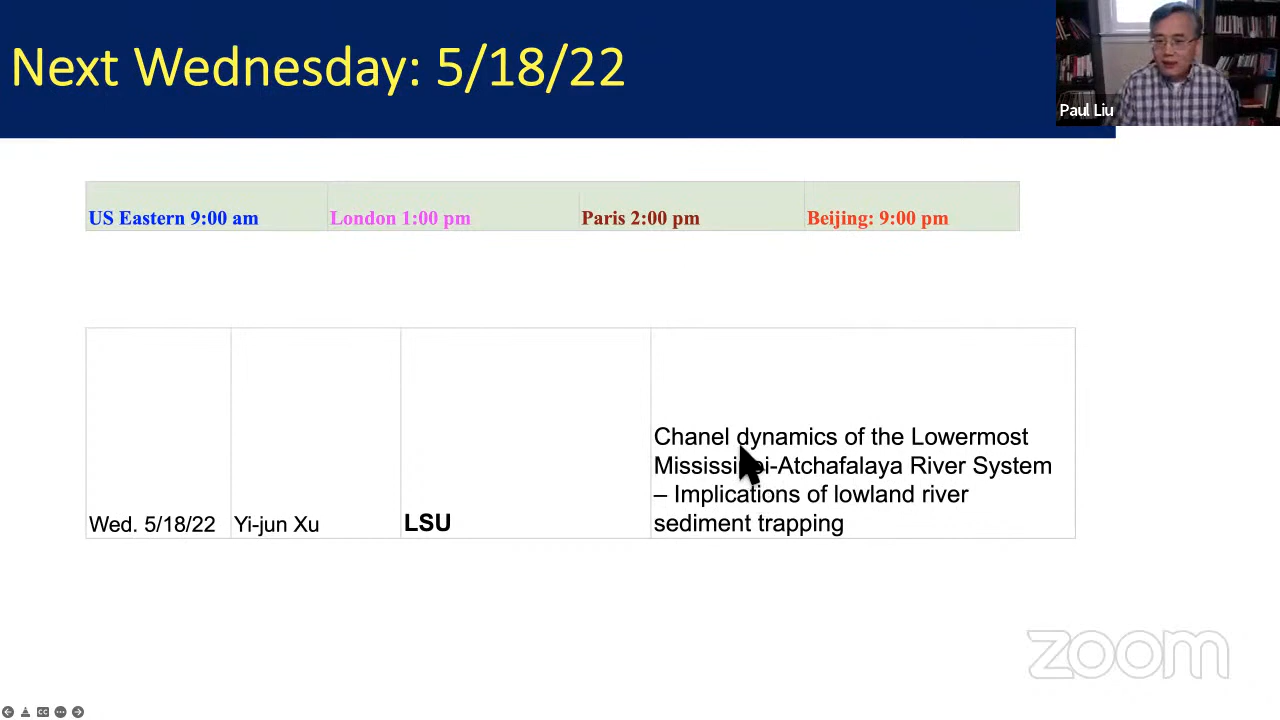 Next Wednesday: 5/18/22
Paul Liu
US Eastern 9:00 am London 1:00 pm Paris 2:00 pm Beijing: 9:00 pm
Chanel dynamics of the Lowermost
-Atchafalaya River System
– Implications of lowland river
Wed. 5/18/22 Yi-jun Xu LSU sediment trapping
zoom
CC